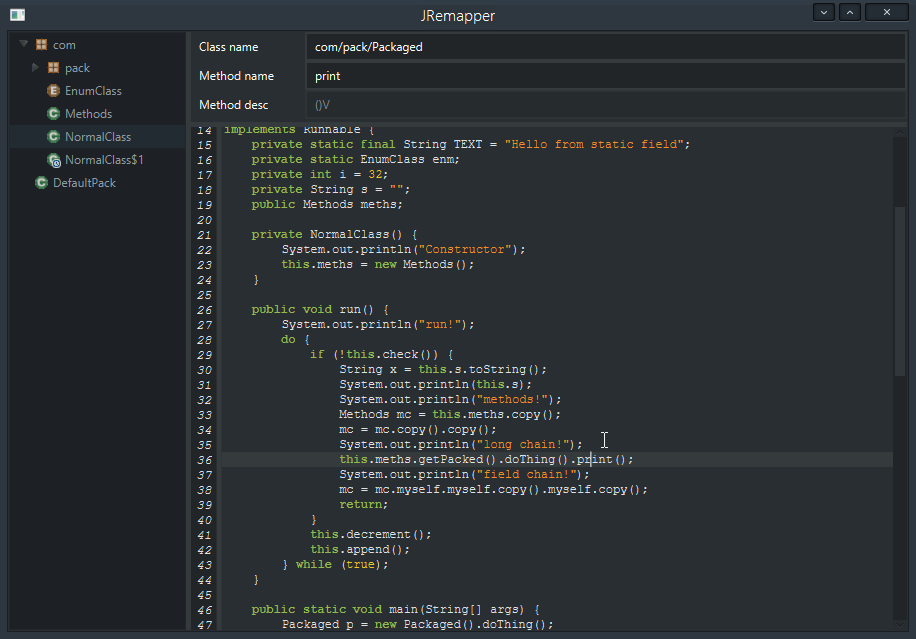 JRemapper
com
pack
EnumClass
Methods
NormalClass
NormalClass$1
DefaultPack
Class name com/pack/Packaged
Method name print
Method desc ()V
14 implements Runnable {
15 private static final String TEXT = "Hello from static field";
16 private static EnumClass enm;
17 private int i = 32;
18 private String s = "";
19 public Methods meths;
20
21 private NormalClass() {
22 System.out.println("Constructor");
23 this.meths = new Methods();
24 }
25
26 public void run() {
27 System.out.println("run!");
28 do {
29 if (!this.check()) {
30 String x = this.s.toString();
31 System.out.println(this.s);
32 System.out.println("methods!");
33 Methods mc = this.meths.copy();
34 mc = mc.copy().copy();
35 System.out.println("long chain!");
36 this.meths.getPacked().doThing().print();
37 System.out.println("field chain!");
38 mc = mc.myself.myself.copy().myself.copy();
39 return;
40 }
41 this.decrement();
42 this.append();
43 } while (true);
44 }
45
46 public static void main(String[] args) {
47 Packaged p = new Packaged().doThing();